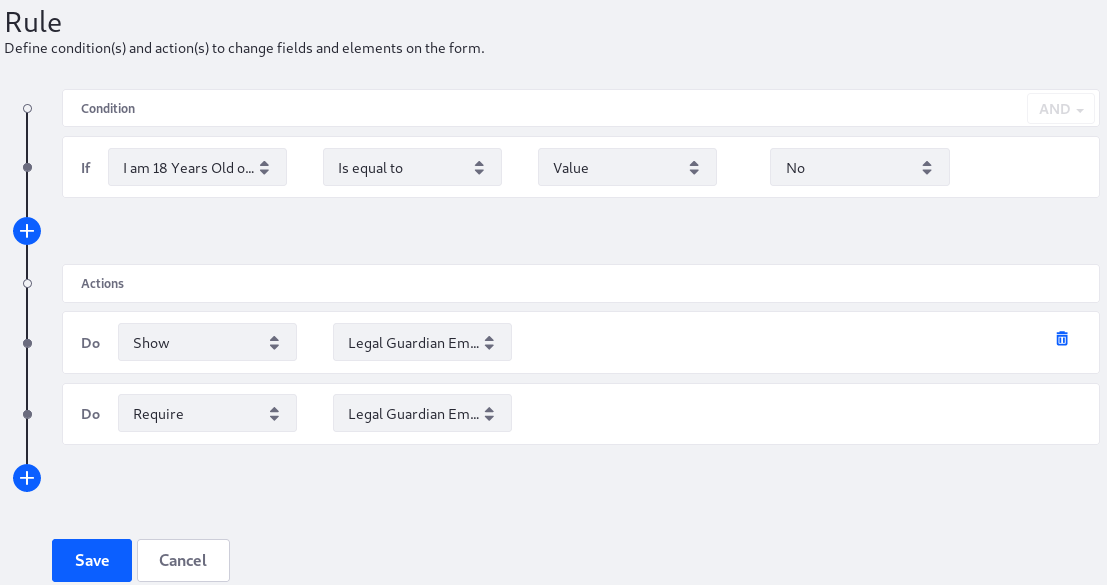 Rule
Define condition(s) and action(s) to change fields and elements on the form.
Condition AND
If I am 18 Years Old o... Is equal to Value No
Actions
Do Show Legal Guardian Em...
Do Require Legal Guardian Em...
Save Cancel